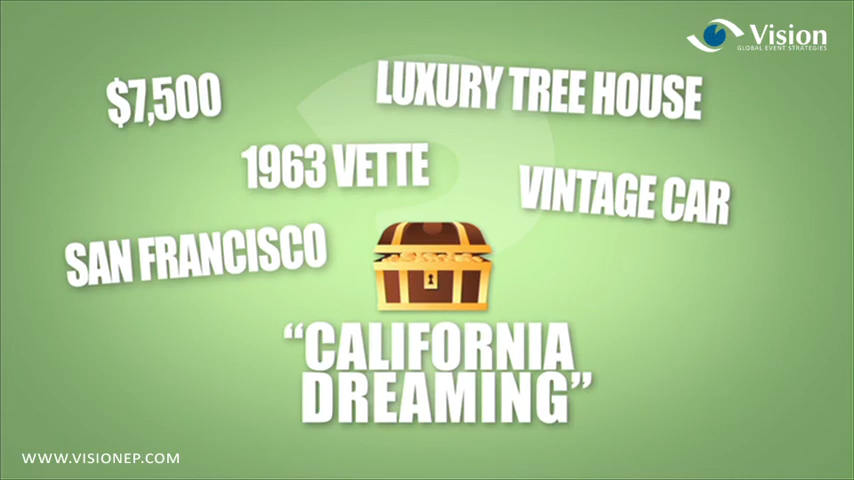 Vision
GLOBAL EVENT STRATEGIES
$7,500
LUXURY TREE HOUSE
1963 VETTE
VINTAGE CAR
SAN FRANCISCO
“CALIFORNIA
DREAMING”
WWW.VISIONEP.COM